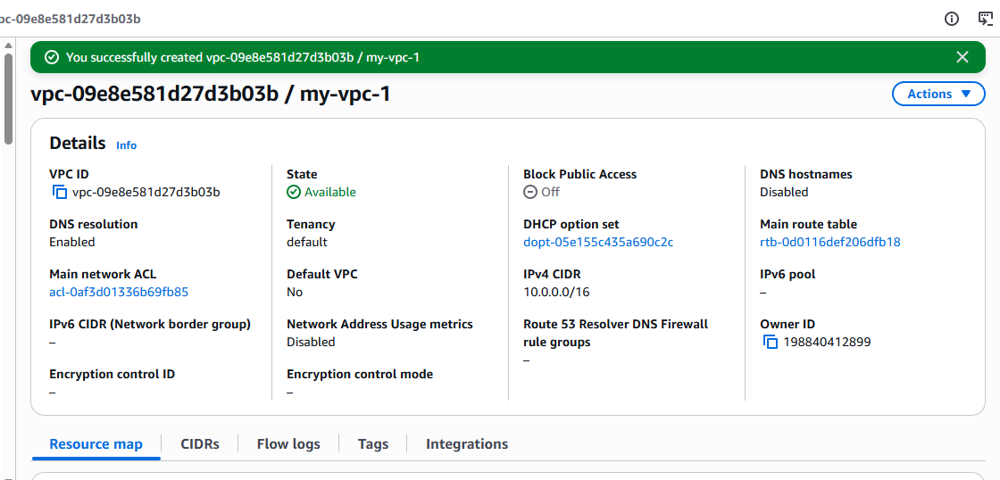 pc-09e8e581d27d3b03b
You successfully created vpc-09e8e581d27d3b03b / my-vpc-1
vpc-09e8e581d27d3b03b / my-vpc-1
Actions
Details Info
VPC ID
vpc-09e8e581d27d3b03b
State
Available
Block Public Access
Off
DNS hostnames
Disabled
DNS resolution
Enabled
Tenancy
default
DHCP option set
dopt-05e155c435a690c2c
Main route table
rtb-0d0116def206dfb18
Main network ACL
acl-0af3d01336b69fb85
Default VPC
No
IPv4 CIDR
10.0.0.0/16
IPv6 pool
–
IPv6 CIDR (Network border group)
–
Network Address Usage metrics
Disabled
Route 53 Resolver DNS Firewall
rule groups
–
Owner ID
198840412899
Encryption control ID
–
Encryption control mode
–
Resource map CIDRs Flow logs Tags Integrations